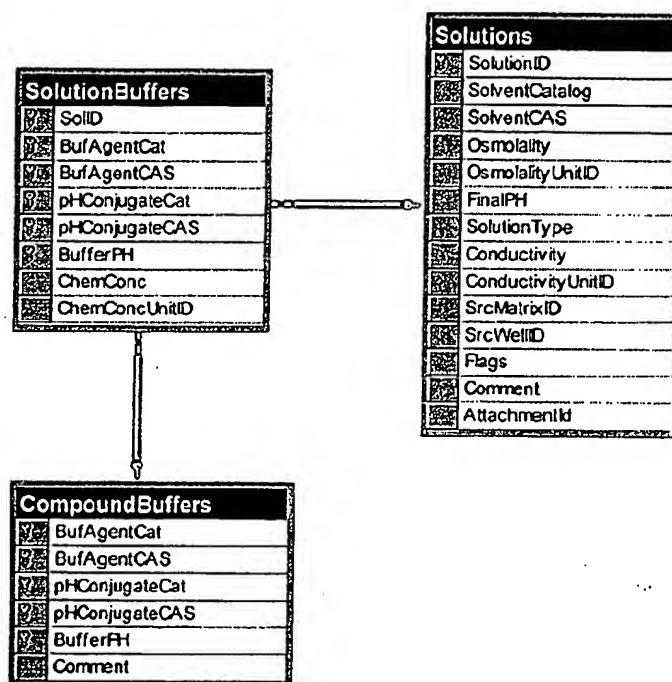 Solutions
SolutionID
SolventCatalog
SolventCAS
Osmolality
OsmolalityUnitID
FinalPH
SolutionType
Conductivity
ConductivityUnitID
SrcMatrixID
SrcWellID
Flags
Comment
AttachmentId
SolutionBuffers
SolID
BufAgentCat
BufAgentCAS
pHConjugateCat
pHConjugateCAS
BufferPH
ChemConc
ChemConcUnitID
CompoundBuffers
BufAgentCat
BufAgentCAS
pHConjugateCat
pHConjugateCAS
BufferPH
Comment